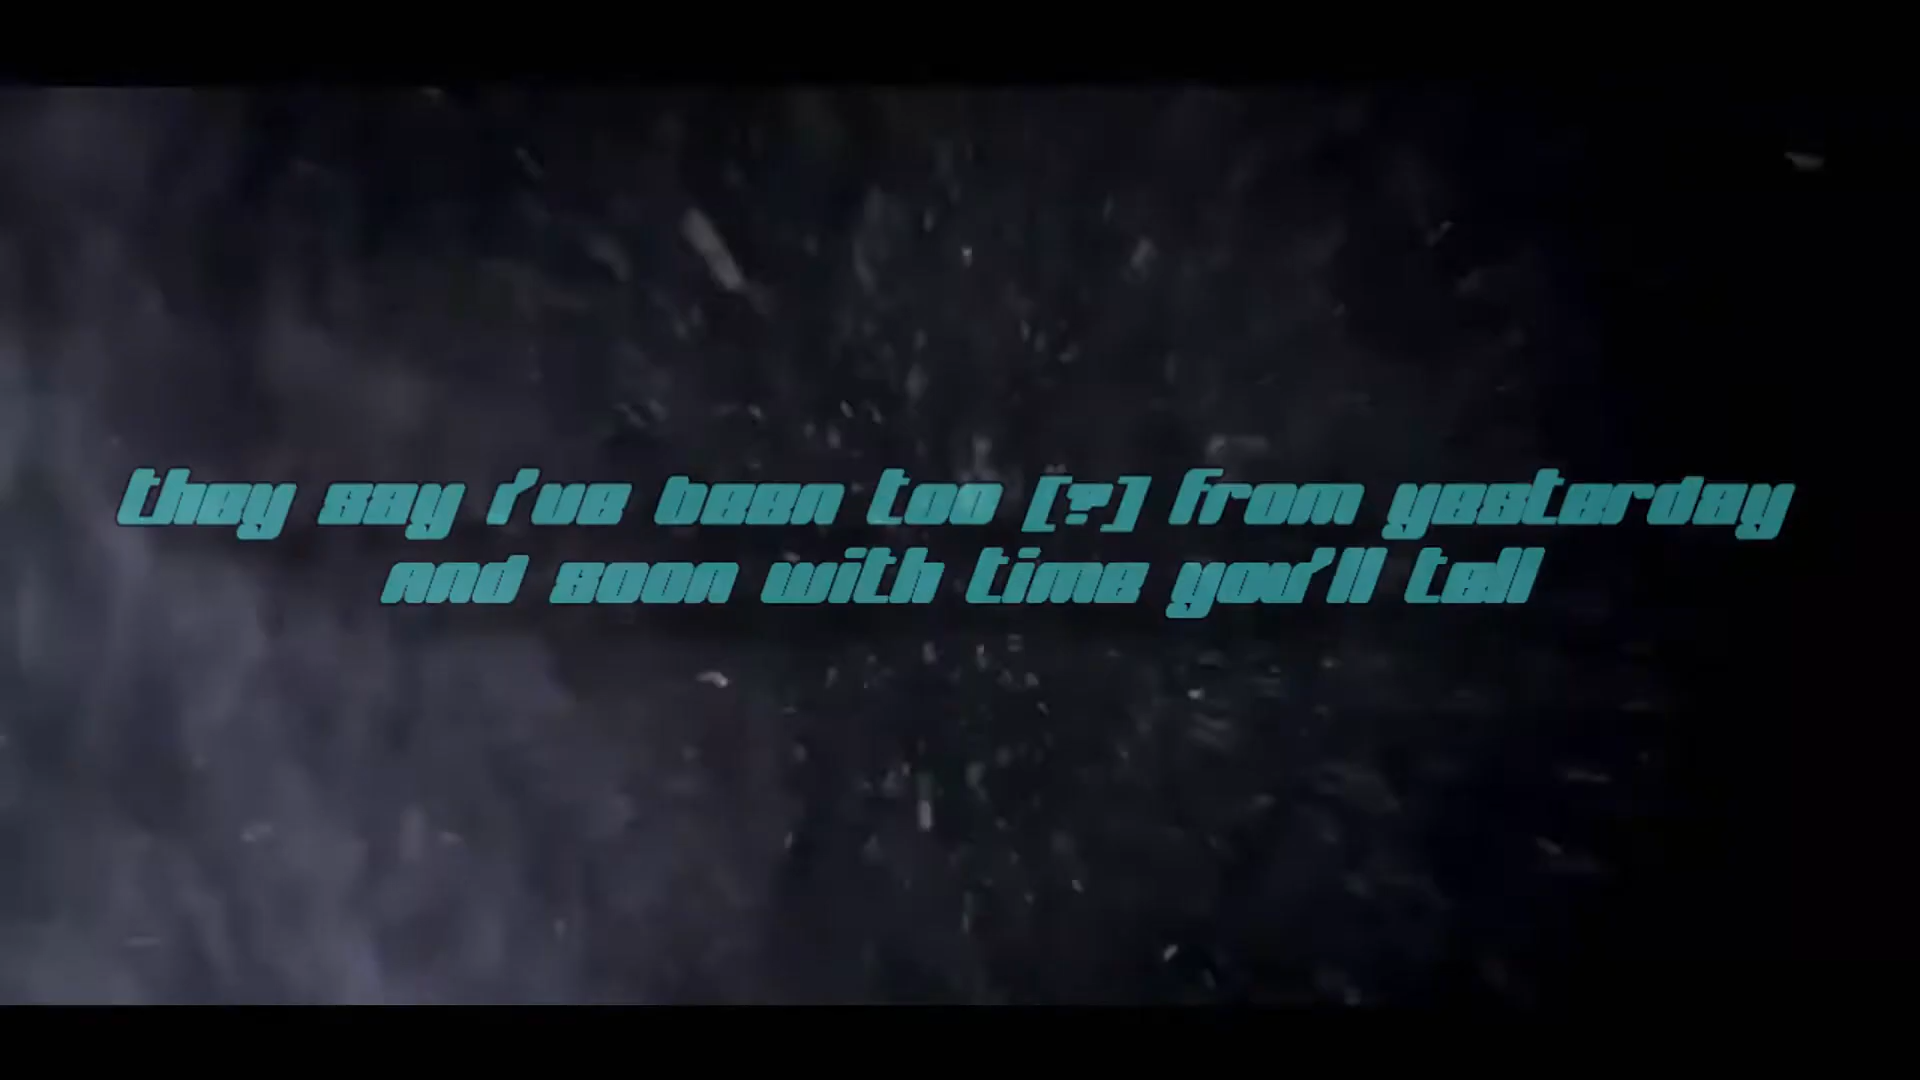 they say i've been too [?] from yesterday
and soon with time you'll tell